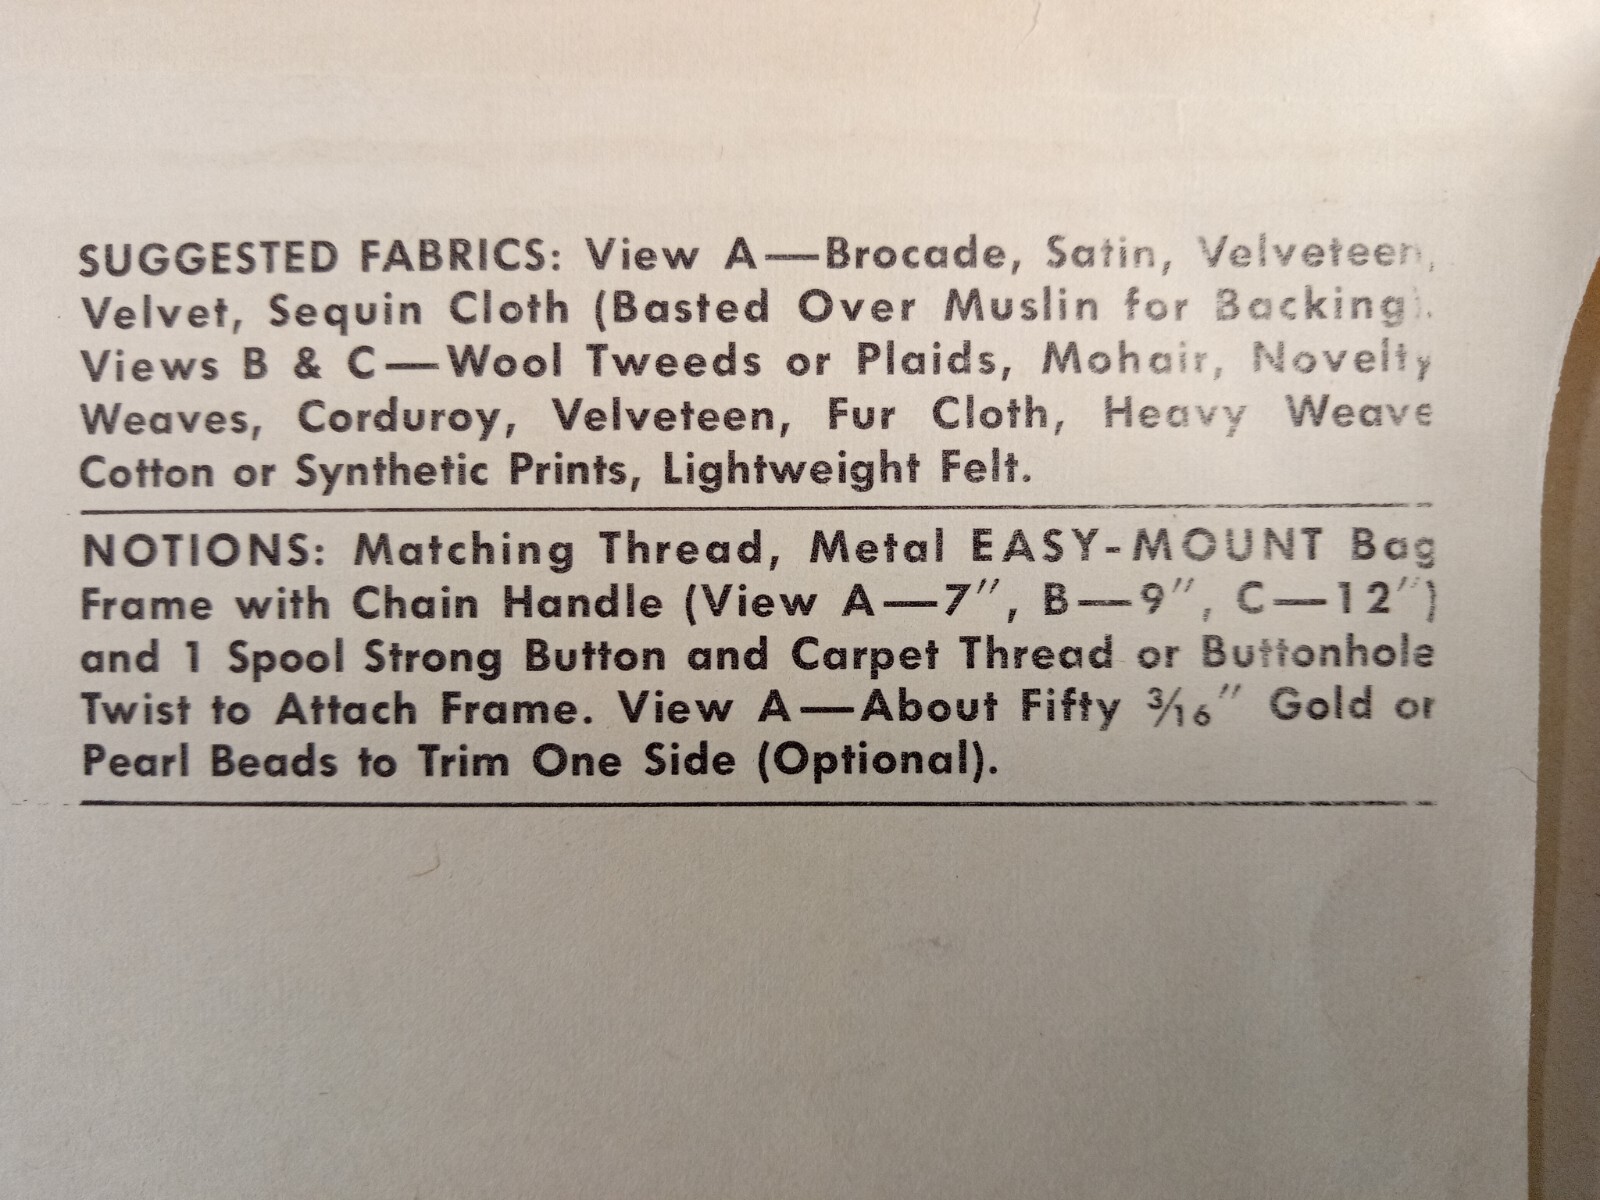 SUGGESTED FABRICS: View A—Brocade, Satin, Velveteen,
Velvet, Sequin Cloth (Basted Over Muslin for Backing).
Views B & C—Wool Tweeds or Plaids, Mohair, Novelty
Weaves, Corduroy, Velveteen, Fur Cloth, Heavy Weave
Cotton or Synthetic Prints, Lightweight Felt.
NOTIONS: Matching Thread, Metal EASY-MOUNT Bag
Frame with Chain Handle (View A—7″, B—9″, C—12″)
and 1 Spool Strong Button and Carpet Thread or Buttonhole
Twist to Attach Frame. View A—About Fifty 3/16″ Gold or
Pearl Beads to Trim One Side (Optional).